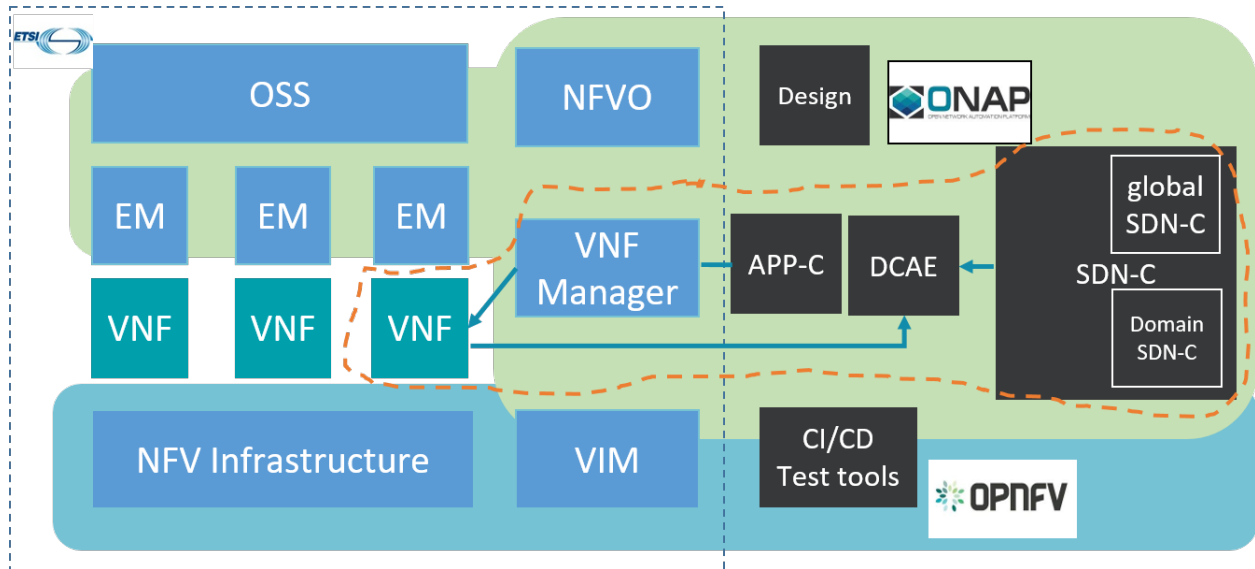 ETSI
OSS
NFVO
Design
ONAP
OPEN NETWORK AUTOMATION PLATFORM
EM
EM
EM
VNF
Manager
APP-C
DCAE
global
SDN-C
SDN-C
Domain
SDN-C
VNF
VNF
VNF
NFV Infrastructure
VIM
CI/CD
Test tools
OPNFV